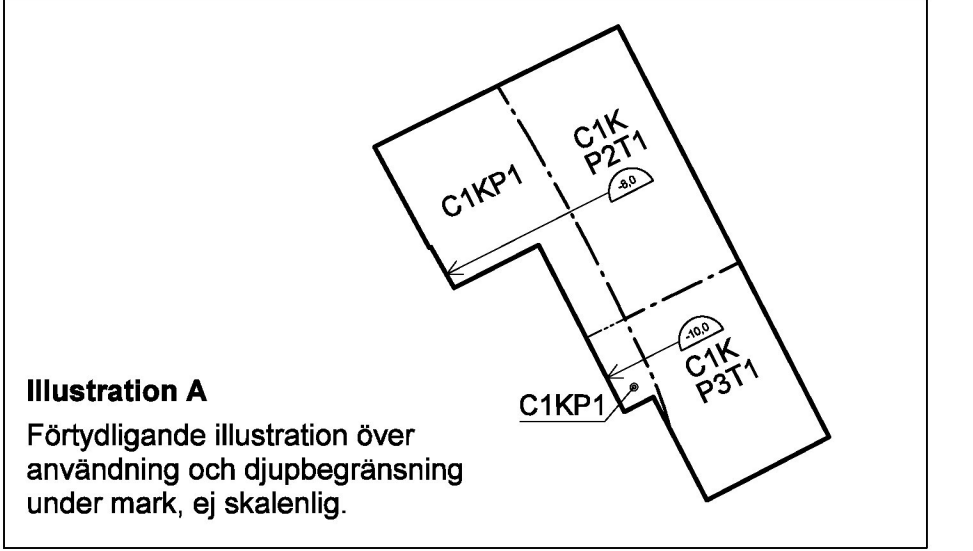 C1K
P2T1
C1KP1
-8,0
-10,0
C1K
P3T1
C1KP1
Illustration A
Förtydligande illustration över
användning och djupbegränsning
under mark, ej skalenlig.